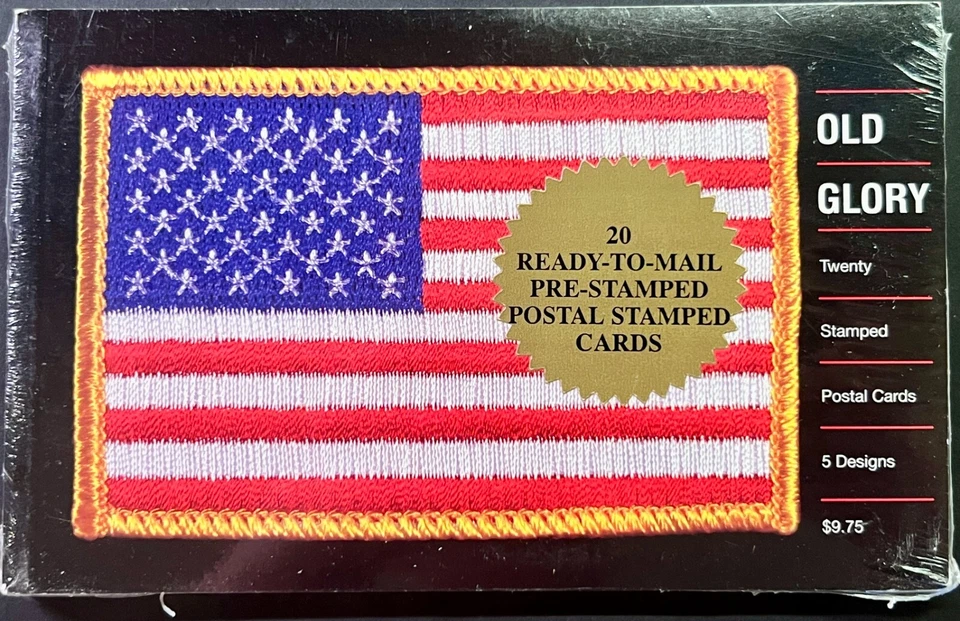 20
READY-TO-MAIL
PRE-STAMPED
POSTAL STAMPED
CARDS
OLD
GLORY
Twenty
Stamped
Postal Cards
5 Designs
$9.75